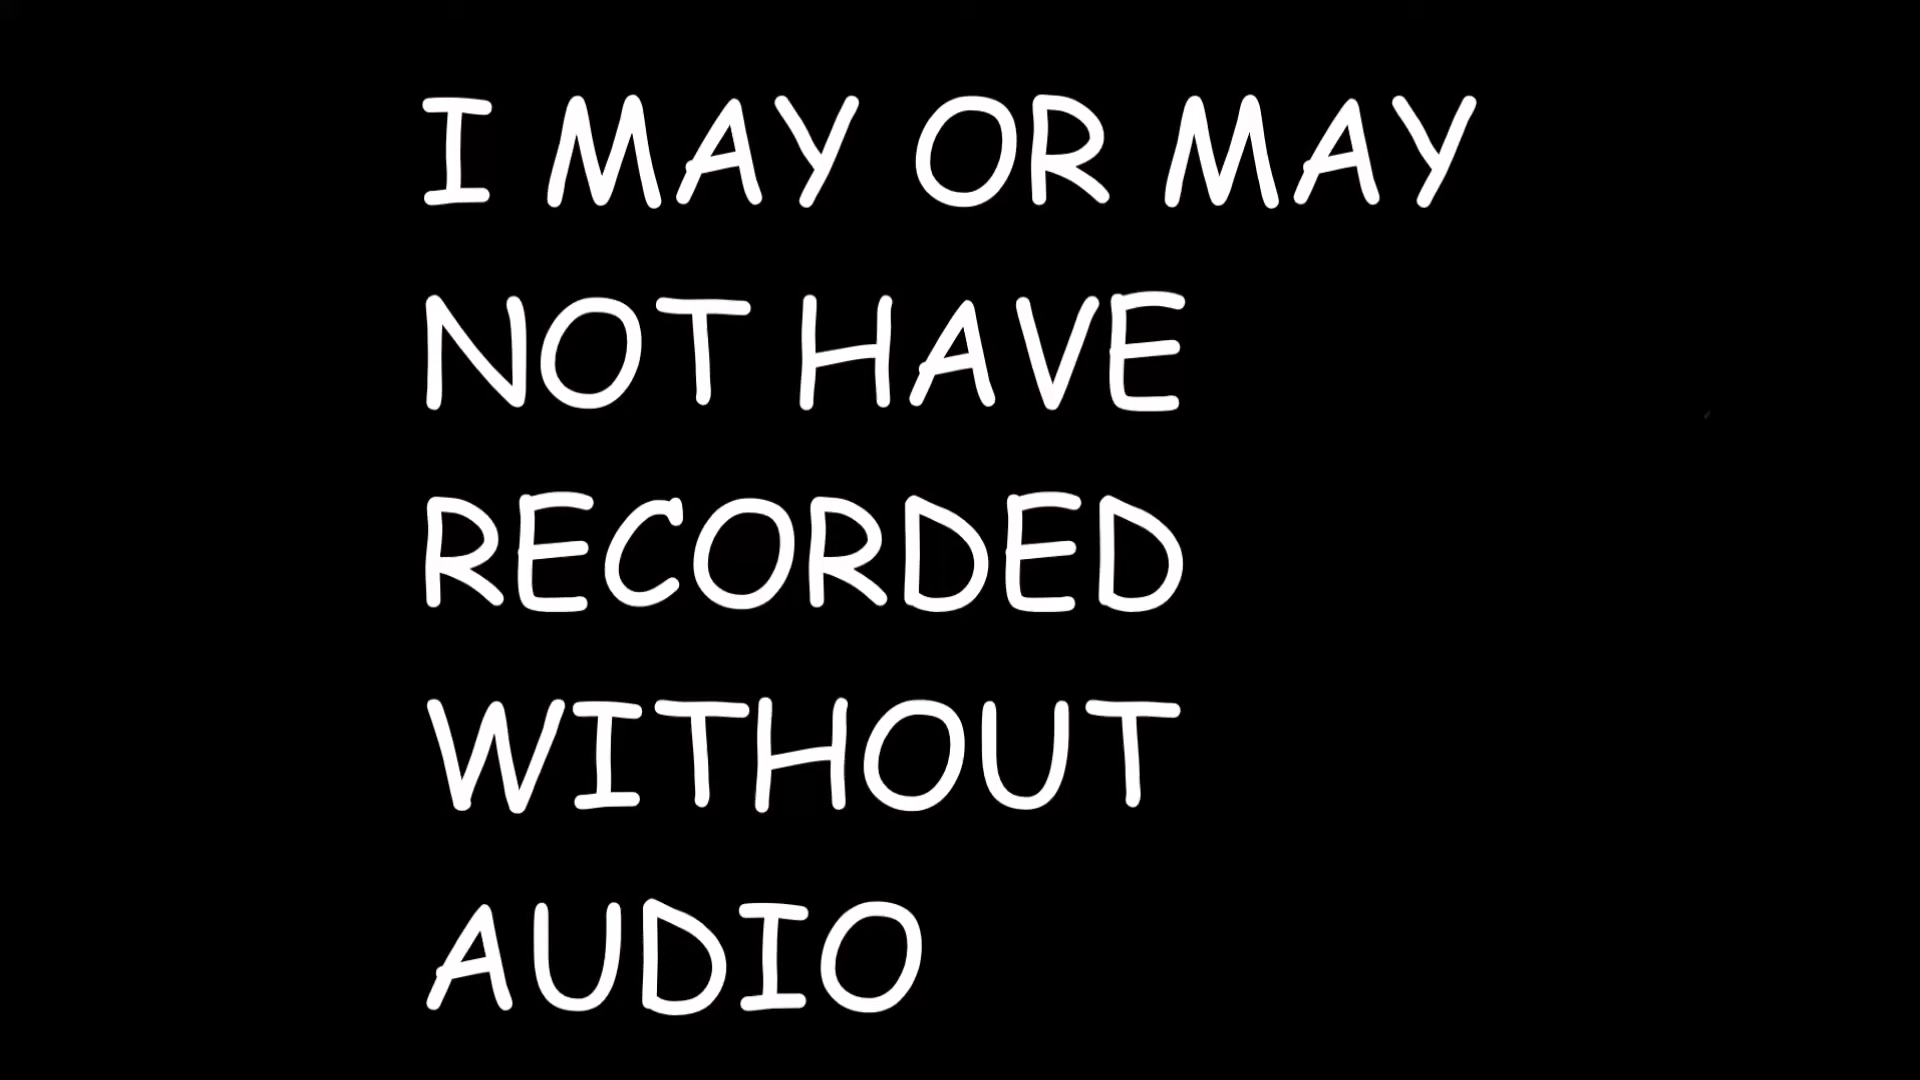 I MAY OR MAY
NOT HAVE
RECORDED
WITHOUT
AUDIO